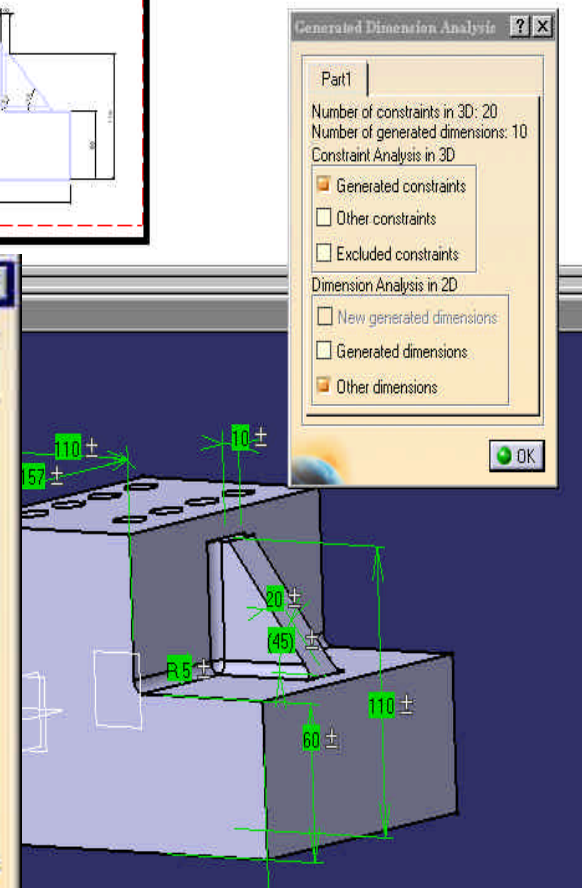 Generated Dimension Analysis ? X
Part1
Number of constraints in 3D: 20
Number of generated dimensions: 10
Constraint Analysis in 3D
Generated constraints
Other constraints
Excluded constraints
Dimension Analysis in 2D
New generated dimensions
Generated dimensions
Other dimensions
OK
110 ±
10 ±
157 ±
20 ±
(45) ±
R 5 ±
110 ±
60 ±